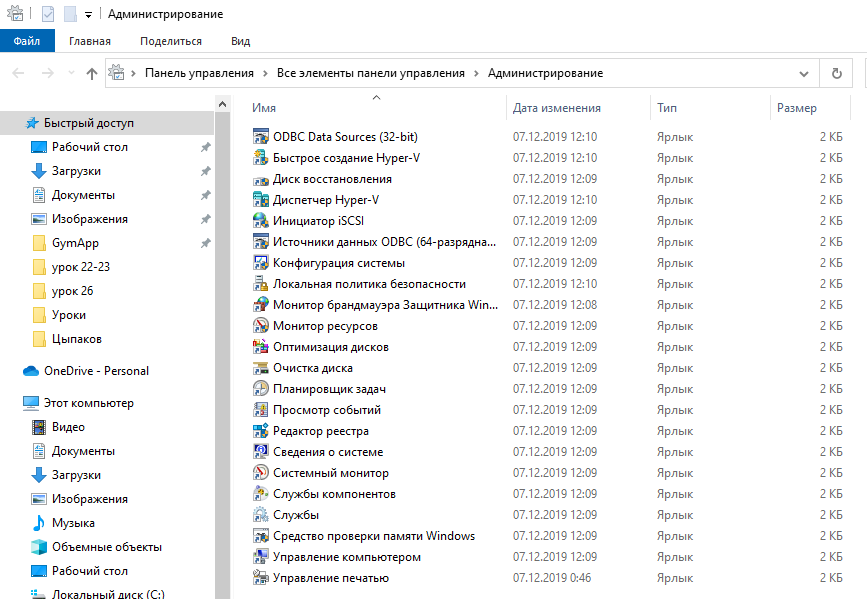 Администрирование
Файл Главная Поделиться Вид
Панель управления Все элементы панели управления Администрирование
Быстрый доступ
Рабочий стол
Загрузки
Документы
Изображения
GymApp
урок 22-23
урок 26
Уроки
Цыпаков
OneDrive - Personal
Этот компьютер
Видео
Документы
Загрузки
Изображения
Музыка
Объемные объекты
Рабочий стол
Локальный диск (C:)
Имя Дата изменения Тип Размер
ODBC Data Sources (32-bit) 07.12.2019 12:10 Ярлык 2 КБ
Быстрое создание Hyper-V 07.12.2019 12:10 Ярлык 2 КБ
Диск восстановления 07.12.2019 12:09 Ярлык 2 КБ
Диспетчер Hyper-V 07.12.2019 12:10 Ярлык 2 КБ
Инициатор iSCSI 07.12.2019 12:09 Ярлык 2 КБ
Источники данных ODBC (64-разрядна... 07.12.2019 12:09 Ярлык 2 КБ
Конфигурация системы 07.12.2019 12:09 Ярлык 2 КБ
Локальная политика безопасности 07.12.2019 12:10 Ярлык 2 КБ
Монитор брандмауэра Защитника Win... 07.12.2019 12:08 Ярлык 2 КБ
Монитор ресурсов 07.12.2019 12:09 Ярлык 2 КБ
Оптимизация дисков 07.12.2019 12:09 Ярлык 2 КБ
Очистка диска 07.12.2019 12:09 Ярлык 2 КБ
Планировщик задач 07.12.2019 12:09 Ярлык 2 КБ
Просмотр событий 07.12.2019 12:09 Ярлык 2 КБ
Редактор реестра 07.12.2019 12:09 Ярлык 2 КБ
Сведения о системе 07.12.2019 12:09 Ярлык 2 КБ
Системный монитор 07.12.2019 12:09 Ярлык 2 КБ
Службы компонентов 07.12.2019 12:09 Ярлык 2 КБ
Службы 07.12.2019 12:09 Ярлык 2 КБ
Средство проверки памяти Windows 07.12.2019 12:09 Ярлык 2 КБ
Управление компьютером 07.12.2019 12:09 Ярлык 2 КБ
Управление печатью 07.12.2019 0:46 Ярлык 2 КБ